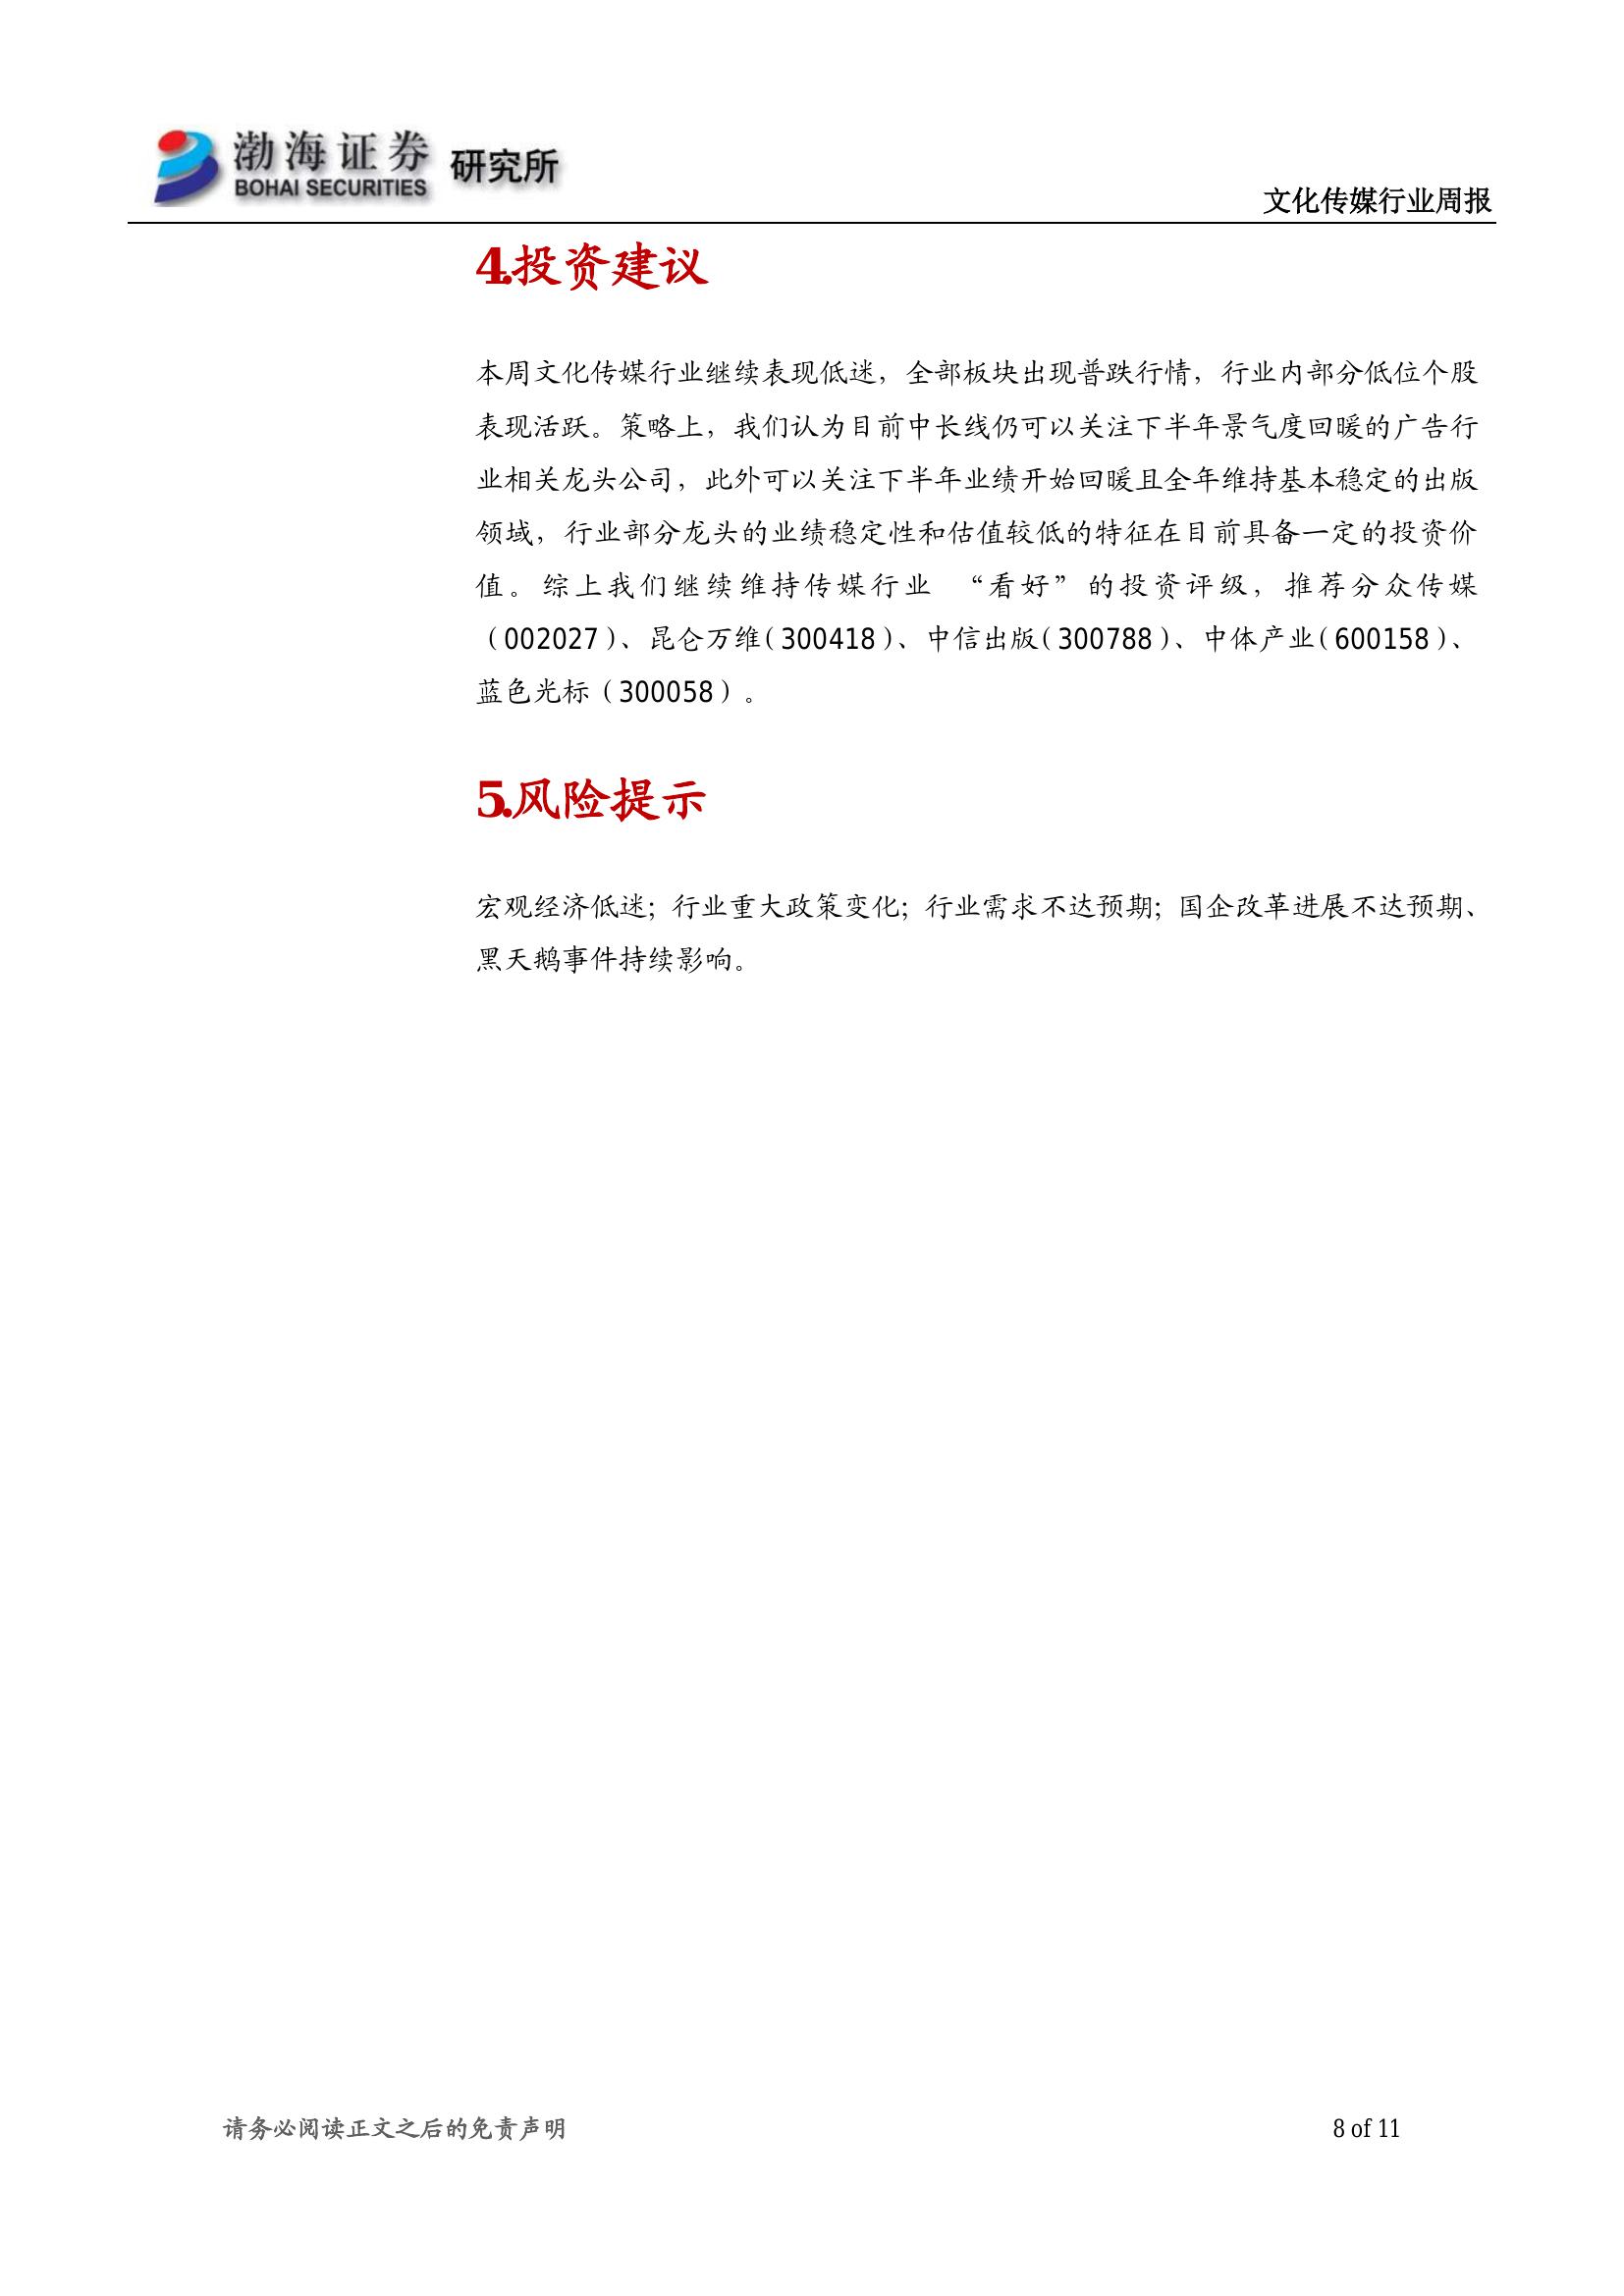 渤海证券 研究所
BOHAI SECURITIES
文化传媒行业周报
4.投资建议
本周文化传媒行业继续表现低迷，全部板块出现普跌行情，行业内部分低位个股
表现活跃。策略上，我们认为目前中长线仍可以关注下半年景气度回暖的广告行
业相关龙头公司，此外可以关注下半年业绩开始回暖且全年维持基本稳定的出版
领域，行业部分龙头的业绩稳定性和估值较低的特征在目前具备一定的投资价
值。综上我们继续维持传媒行业 “看好”的投资评级，推荐分众传媒
（002027）、昆仑万维（300418）、中信出版（300788）、中体产业（600158）、
蓝色光标（300058）。
5.风险提示
宏观经济低迷；行业重大政策变化；行业需求不达预期；国企改革进展不达预期、
黑天鹅事件持续影响。
请务必阅读正文之后的免责声明
8 of 11